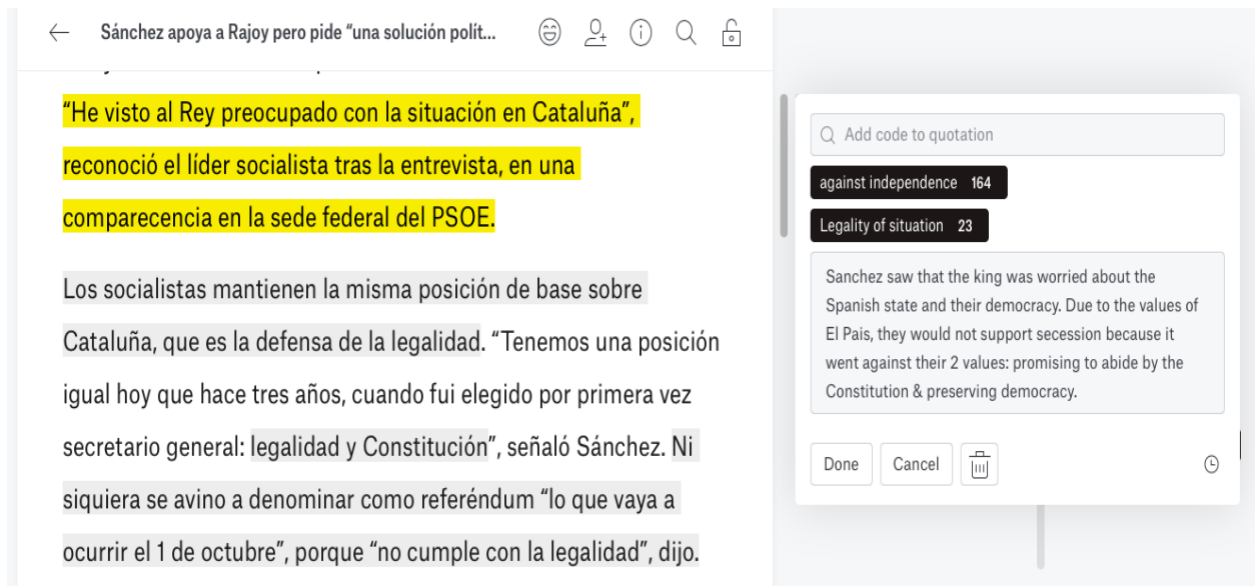 Sánchez apoya a Rajoy pero pide “una solución polít...
“He visto al Rey preocupado con la situación en Cataluña”,
reconoció el líder socialista tras la entrevista, en una
comparecencia en la sede federal del PSOE.
Los socialistas mantienen la misma posición de base sobre
Cataluña, que es la defensa de la legalidad. “Tenemos una posición
igual hoy que hace tres años, cuando fui elegido por primera vez
secretario general: legalidad y Constitución”, señaló Sánchez. Ni
siquiera se avino a denominar como referéndum “lo que vaya a
ocurrir el 1 de octubre”, porque “no cumple con la legalidad”, dijo.
Add code to quotation
against independence 164
Legality of situation 23
Sanchez saw that the king was worried about the
Spanish state and their democracy. Due to the values of
El Pais, they would not support secession because it
went against their 2 values: promising to abide by the
Constitution & preserving democracy.
Done Cancel